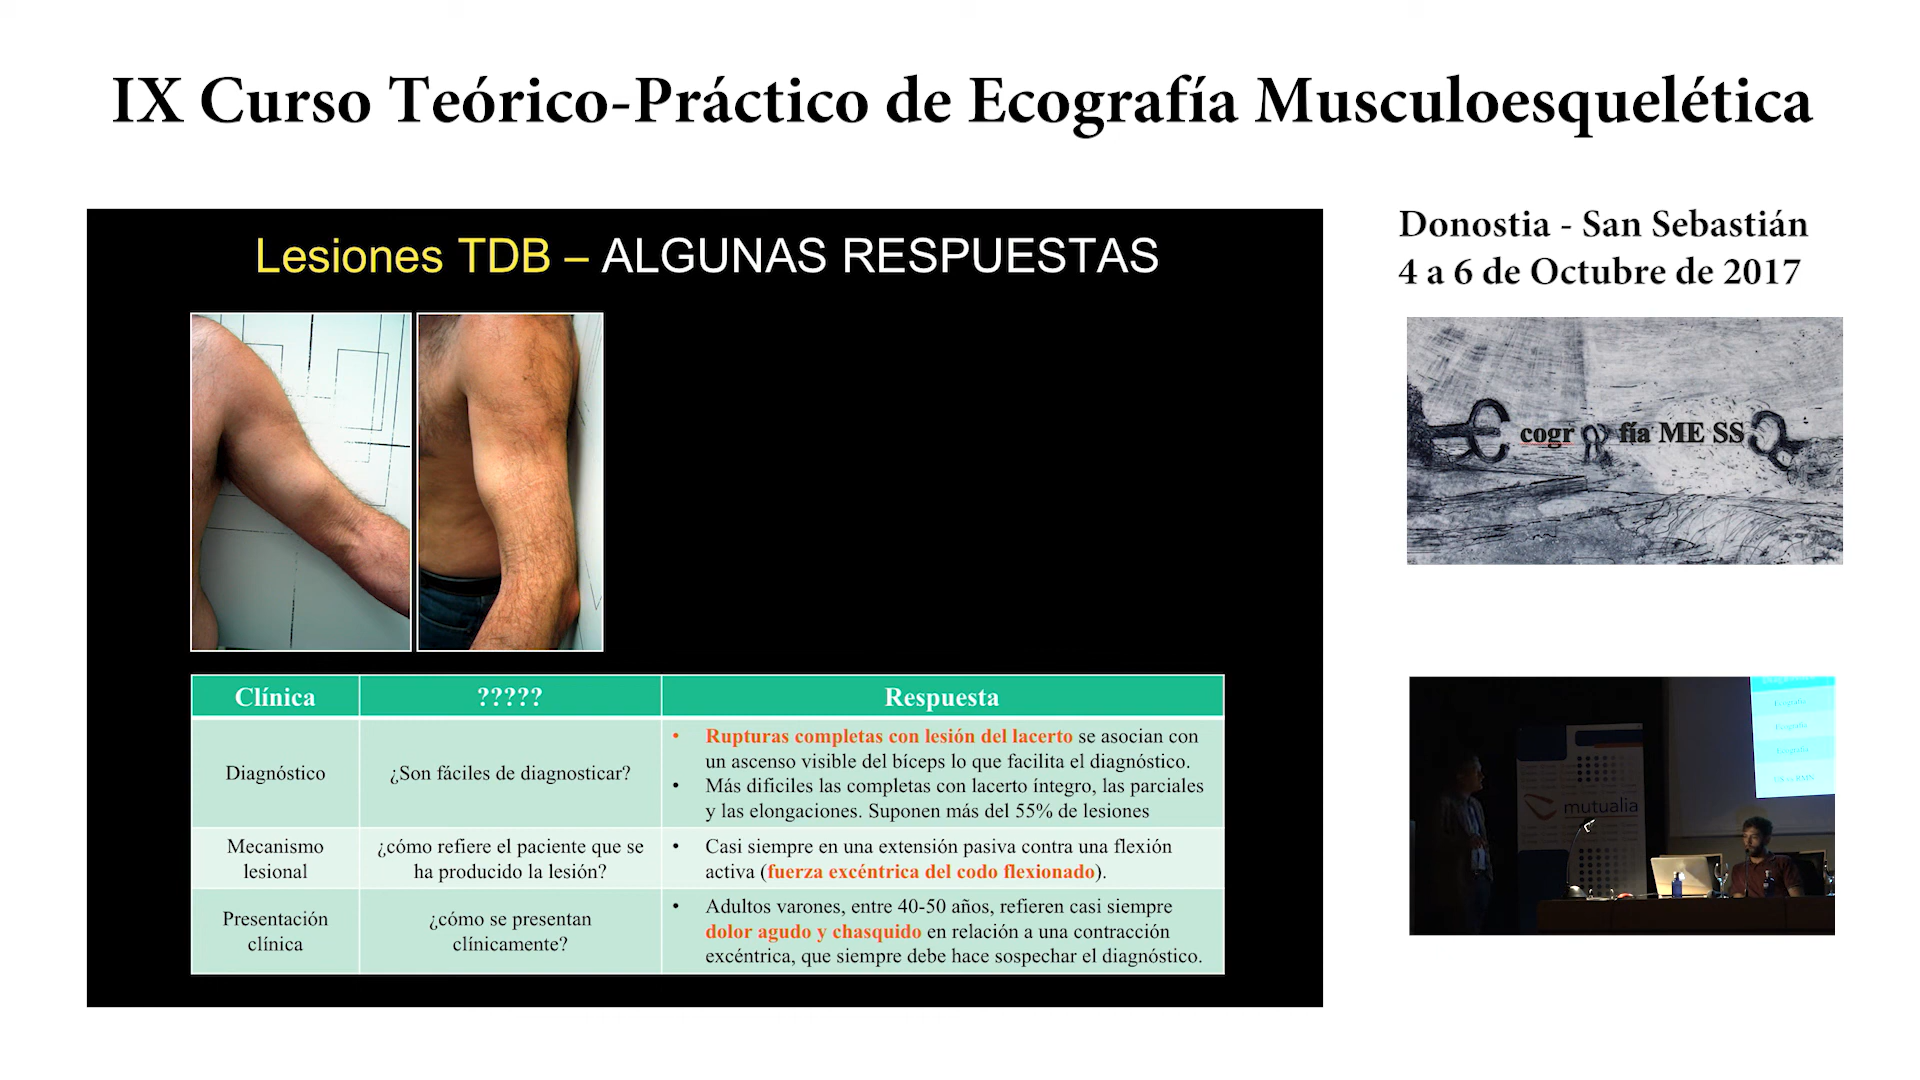 IX Curso Teórico-Práctico de Ecografía Musculoesquelética
Donostia - San Sebastián
4 a 6 de Octubre de 2017
Lesiones TDB – ALGUNAS RESPUESTAS
Clínica
?????
Respuesta
Diagnóstico
¿Son fáciles de diagnosticar?
• Rupturas completas con lesión del lacerto se asocian con
un ascenso visible del bíceps lo que facilita el diagnóstico.
• Más dificiles las completas con lacerto íntegro, las parciales
y las elongaciones. Suponen más del 55% de lesiones
Mecanismo
lesional
¿cómo refiere el paciente que se
ha producido la lesión?
• Casi siempre en una extensión pasiva contra una flexión
activa (fuerza excéntrica del codo flexionado).
Presentación
clínica
¿cómo se presentan
clínicamente?
• Adultos varones, entre 40-50 años, refieren casi siempre
dolor agudo y chasquido en relación a una contracción
excéntrica, que siempre debe hace sospechar el diagnóstico.
cogr fía ME SS
mutualia
Ecografía
Ecografía
Ecografía